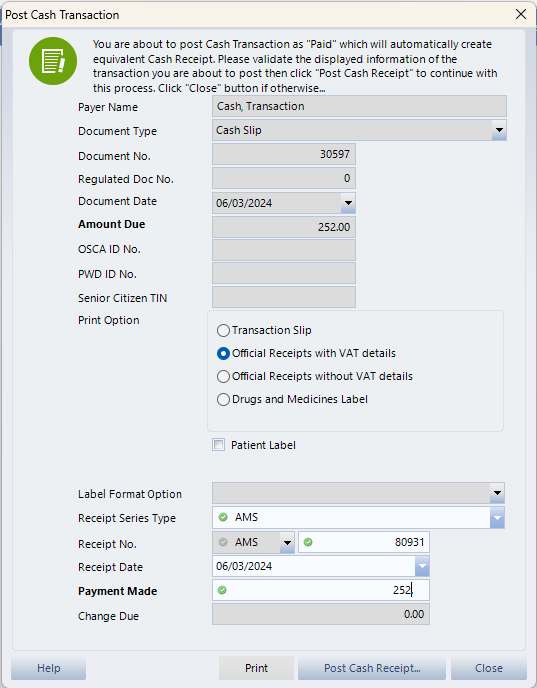 Post Cash Transaction
You are about to post Cash Transaction as "Paid" which will automatically create
equivalent Cash Receipt. Please validate the displayed information of the
transaction you are about to post then click "Post Cash Receipt" to continue with
this process. Click "Close" button if otherwise...
Payer Name Cash, Transaction
Document Type Cash Slip
Document No. 30597
Regulated Doc No. 0
Document Date 06/03/2024
Amount Due 252.00
OSCA ID No.
PWD ID No.
Senior Citizen TIN
Print Option
Transaction Slip
Official Receipts with VAT details
Official Receipts without VAT details
Drugs and Medicines Label
Patient Label
Label Format Option
Receipt Series Type AMS
Receipt No. AMS 80931
Receipt Date 06/03/2024
Payment Made 252
Change Due 0.00
Help Print Post Cash Receipt... Close